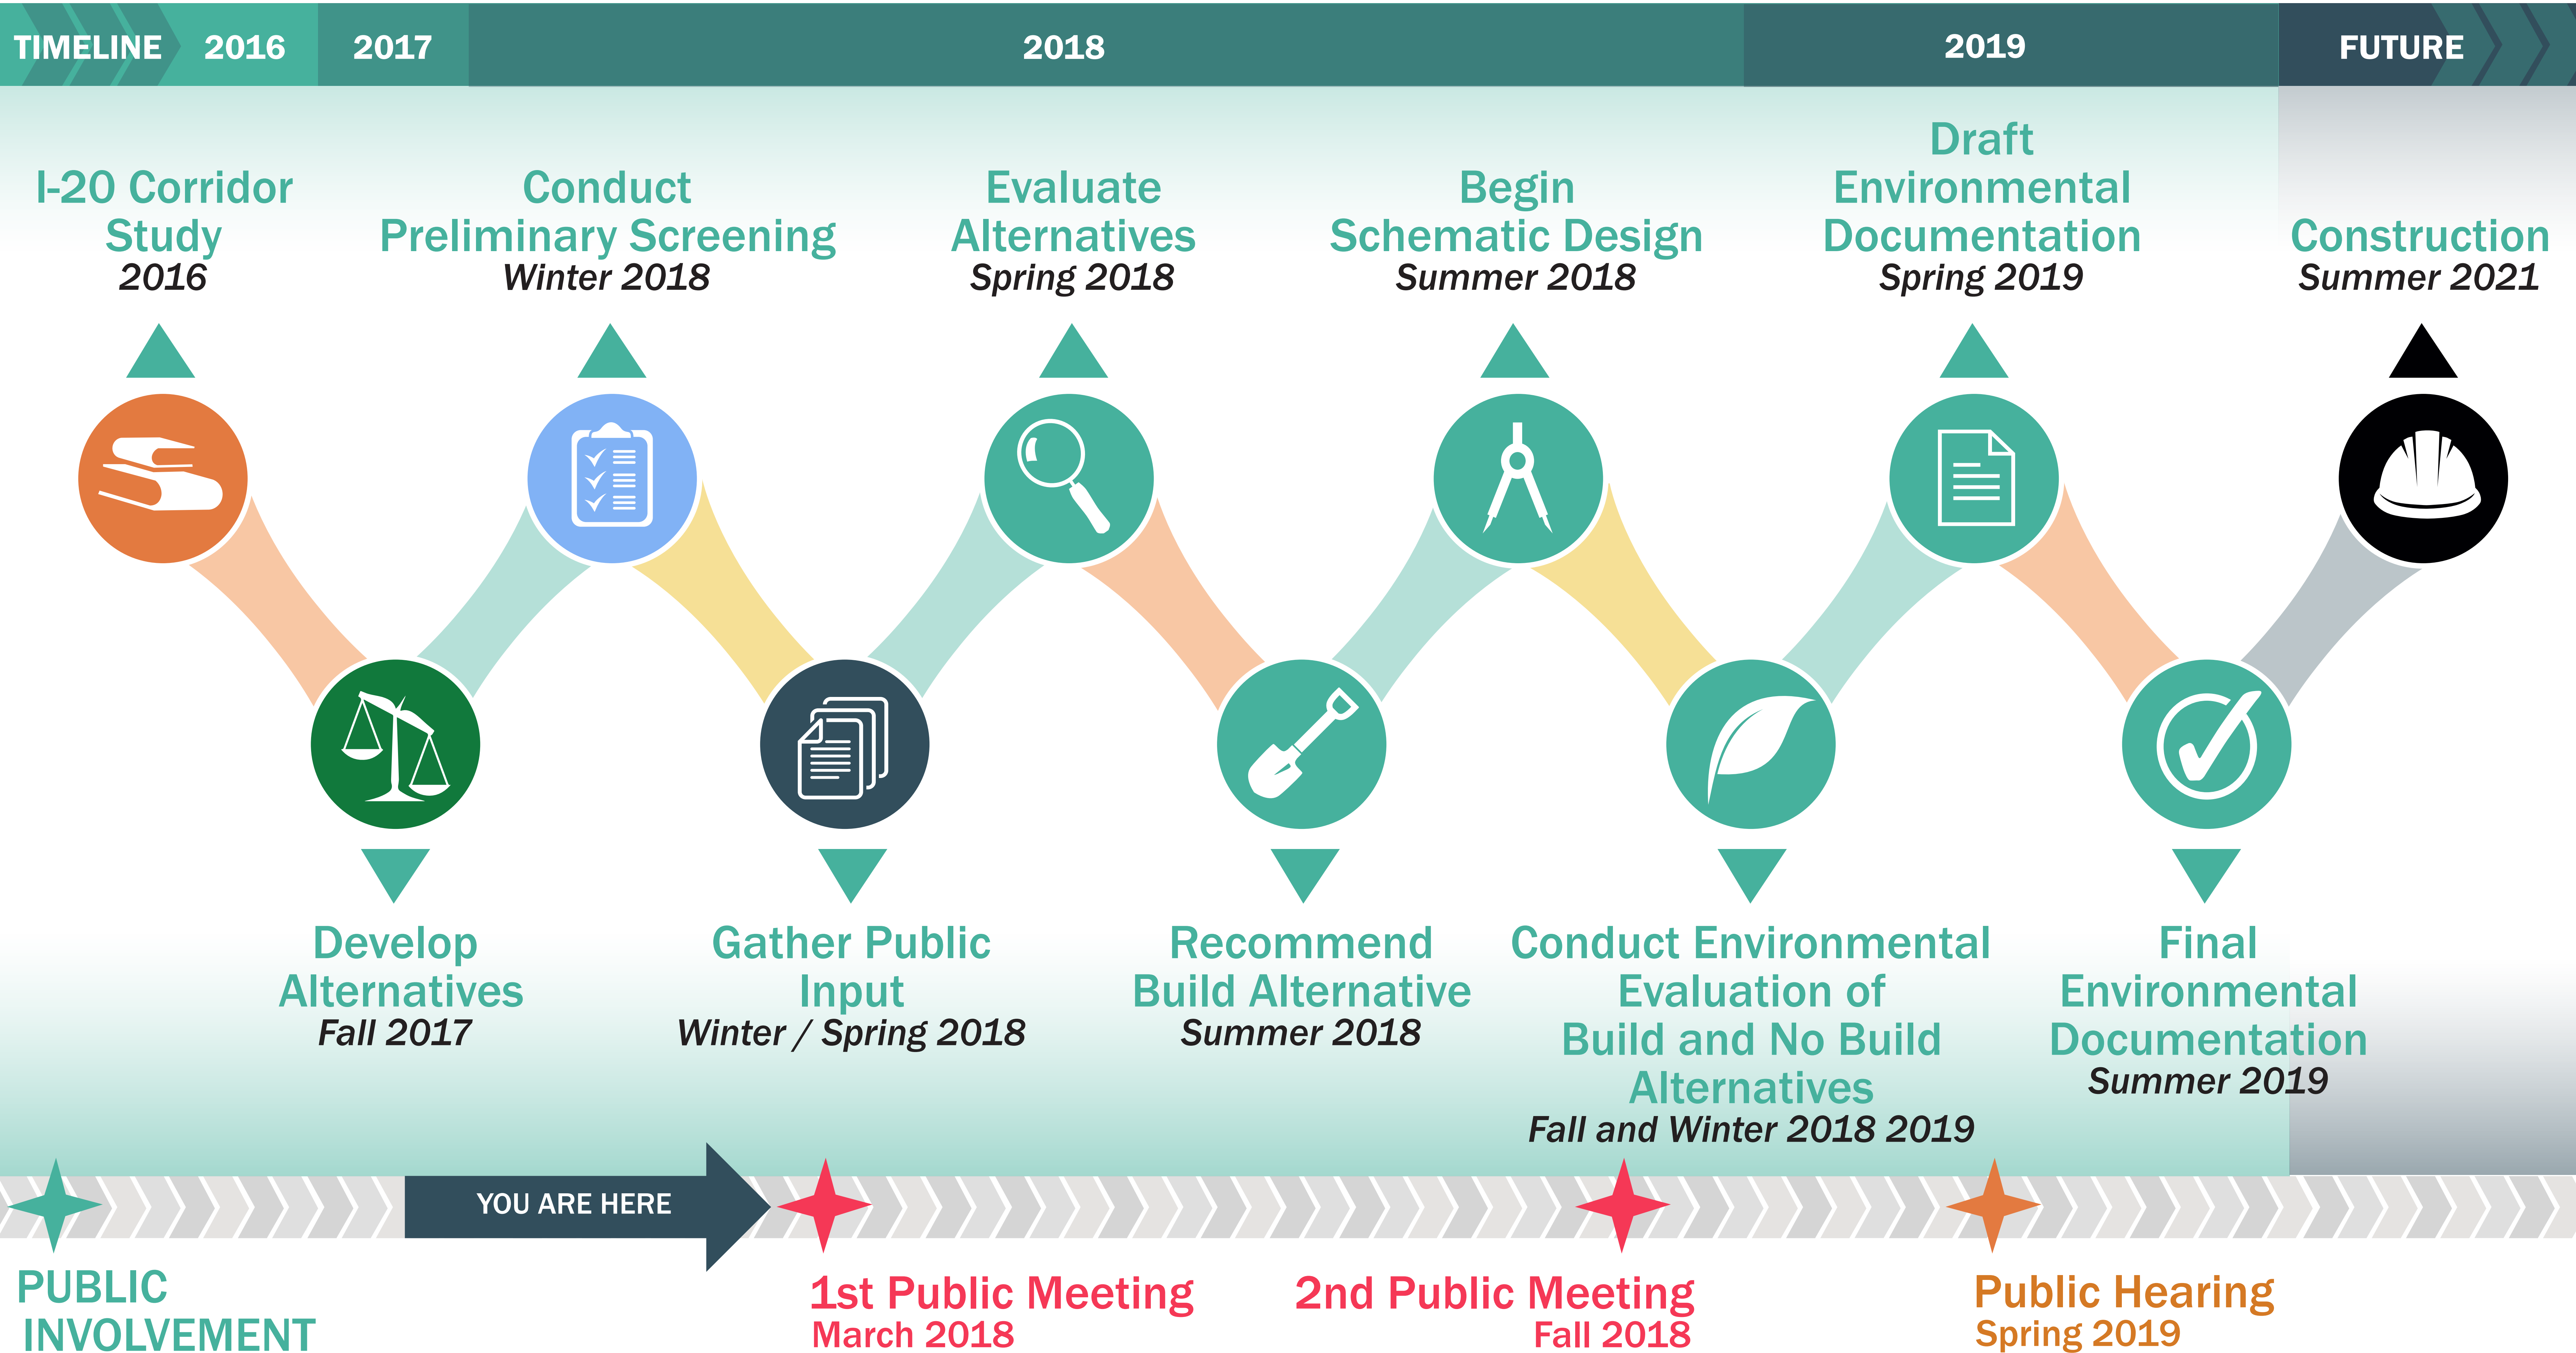 TIMELINE 2016 2017 2018 2019 FUTURE
I-20 Corridor
Study
2016
Develop
Alternatives
Fall 2017
Conduct
Preliminary Screening
Winter 2018
Gather Public
Input
Winter / Spring 2018
Evaluate
Alternatives
Spring 2018
Recommend
Build Alternative
Summer 2018
Begin
Schematic Design
Summer 2018
Conduct Environmental
Evaluation of
Build and No Build
Alternatives
Fall and Winter 2018 2019
Draft
Environmental
Documentation
Spring 2019
Final
Environmental
Documentation
Summer 2019
Construction
Summer 2021
YOU ARE HERE
PUBLIC
INVOLVEMENT
1st Public Meeting
March 2018
2nd Public Meeting
Fall 2018
Public Hearing
Spring 2019